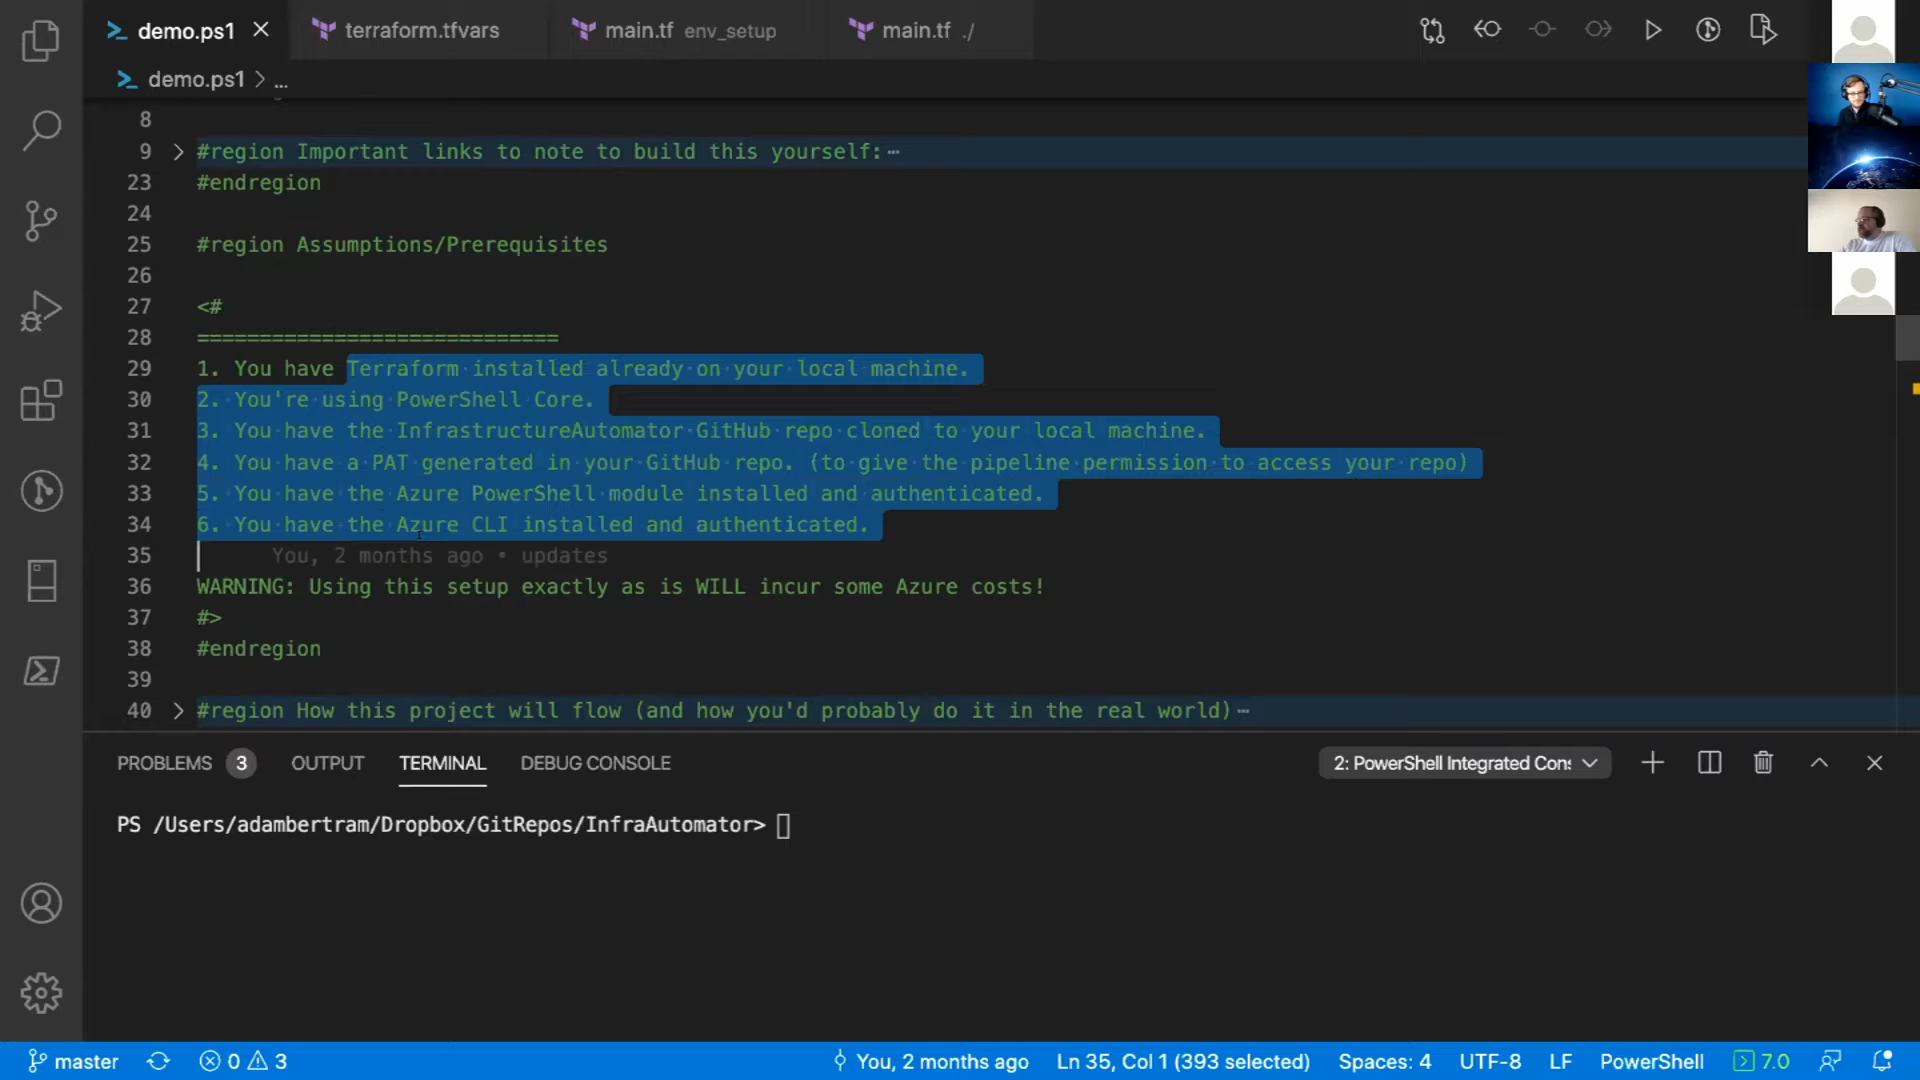 demo.ps1
terraform.tfvars
main.tf env_setup
main.tf ./
demo.ps1 > ...
8
9 #region Important links to note to build this yourself:
23 #endregion
24
25 #region Assumptions/Prerequisites
26
27 <#
28 =============================
29 1. You have Terraform installed already on your local machine.
30 2. You're using PowerShell Core.
31 3. You have the InfrastructureAutomator GitHub repo cloned to your local machine.
32 4. You have a PAT generated in your GitHub repo. (to give the pipeline permission to access your repo)
33 5. You have the Azure PowerShell module installed and authenticated.
34 6. You have the Azure CLI installed and authenticated.
35 You, 2 months ago • updates
36 WARNING: Using this setup exactly as is WILL incur some Azure costs!
37 #>
38 #endregion
39
40 #region How this project will flow (and how you'd probably do it in the real world)
PROBLEMS 3 OUTPUT TERMINAL DEBUG CONSOLE 2: PowerShell Integrated Con
PS /Users/adambertram/Dropbox/GitRepos/InfraAutomator>
master 0 3 You, 2 months ago Ln 35, Col 1 (393 selected) Spaces: 4 UTF-8 LF PowerShell 7.0